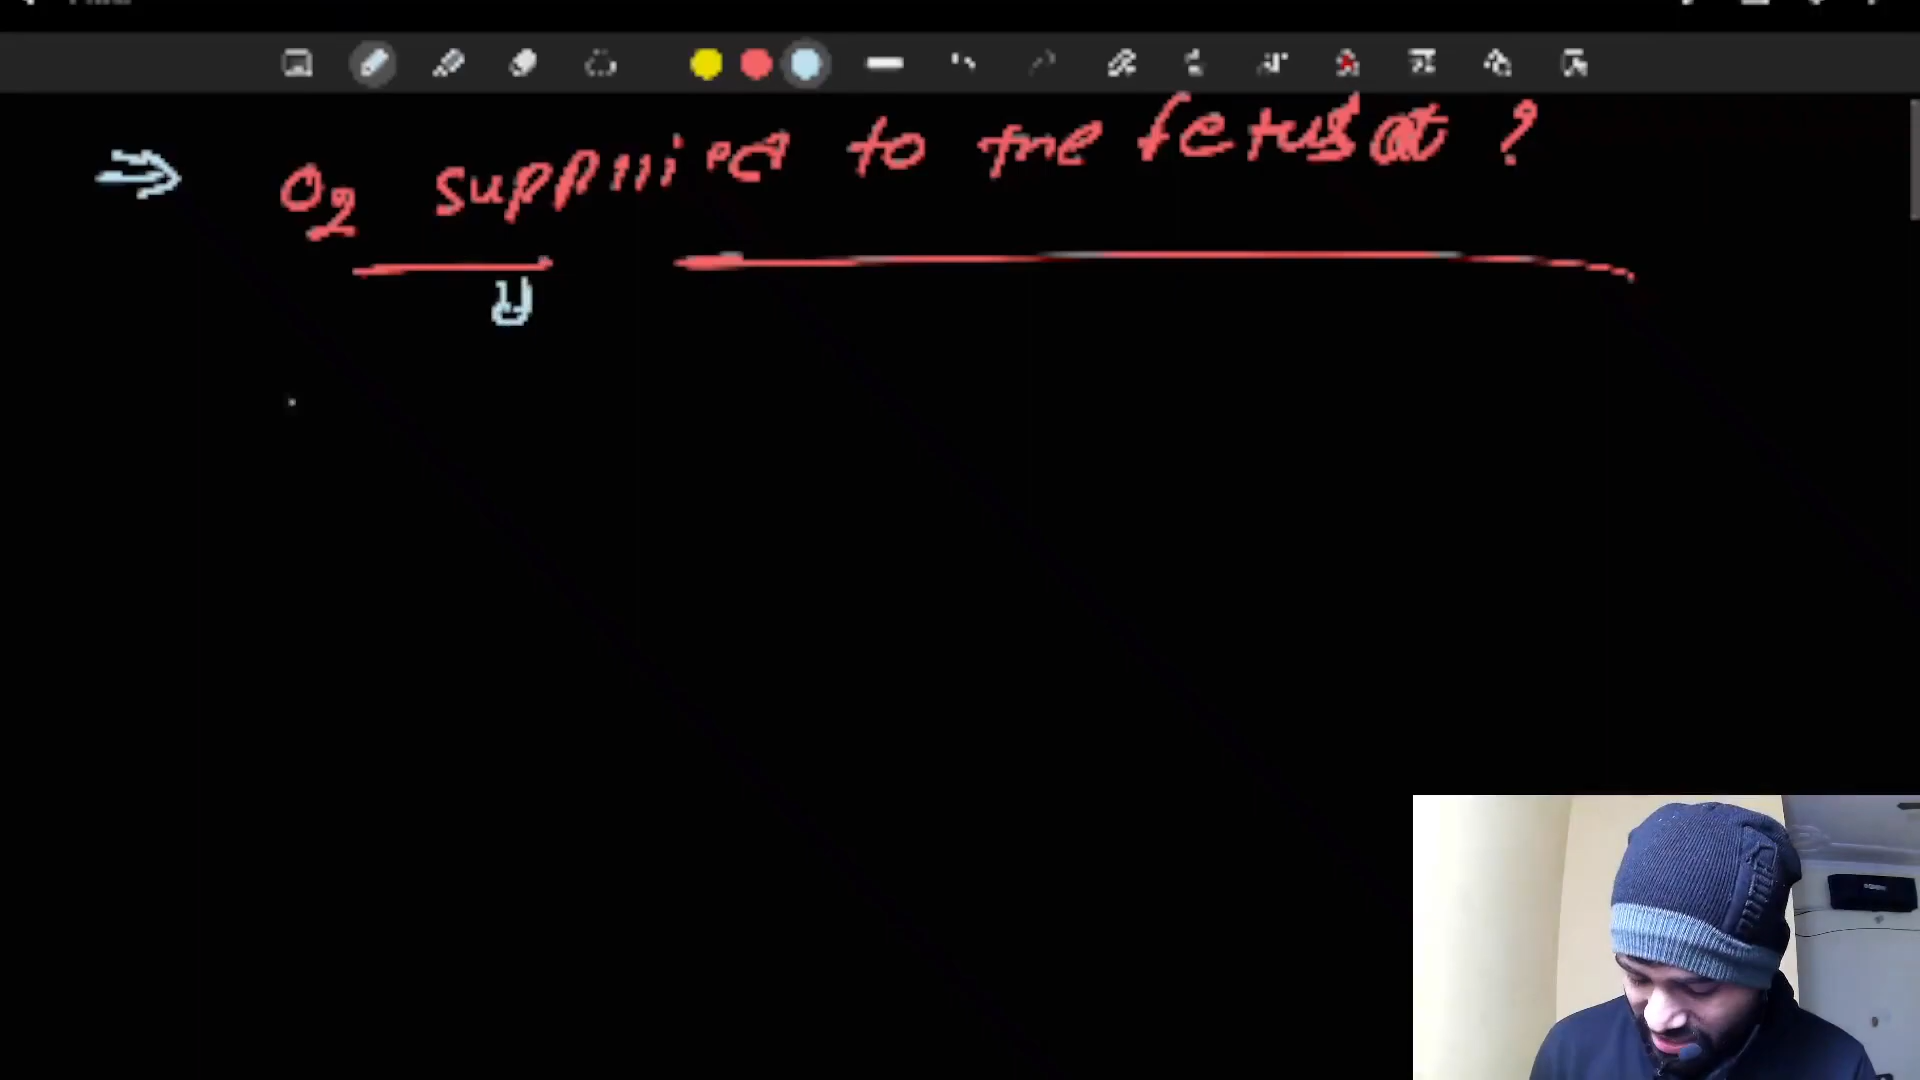 ⇒ O2 supplied to the fetus at ?